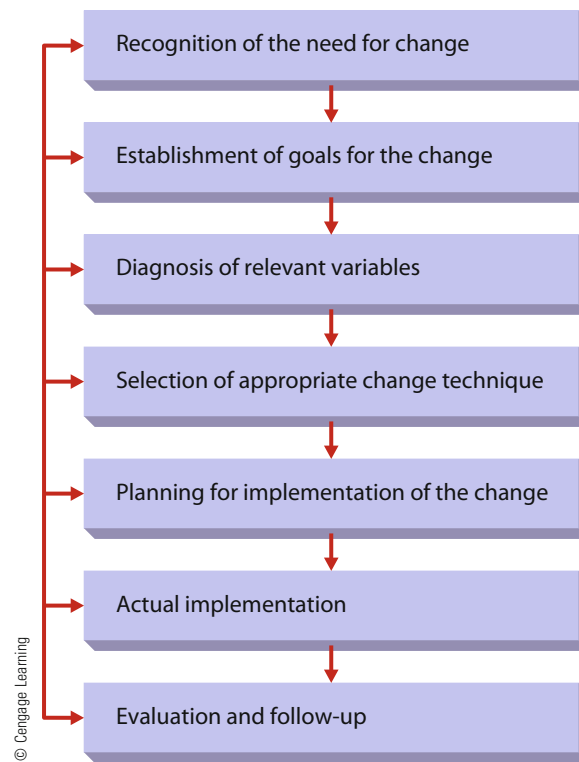 Recognition of the need for change
Establishment of goals for the change
Diagnosis of relevant variables
Selection of appropriate change technique
Planning for implementation of the change
Actual implementation
Evaluation and follow-up
© Cengage Learning